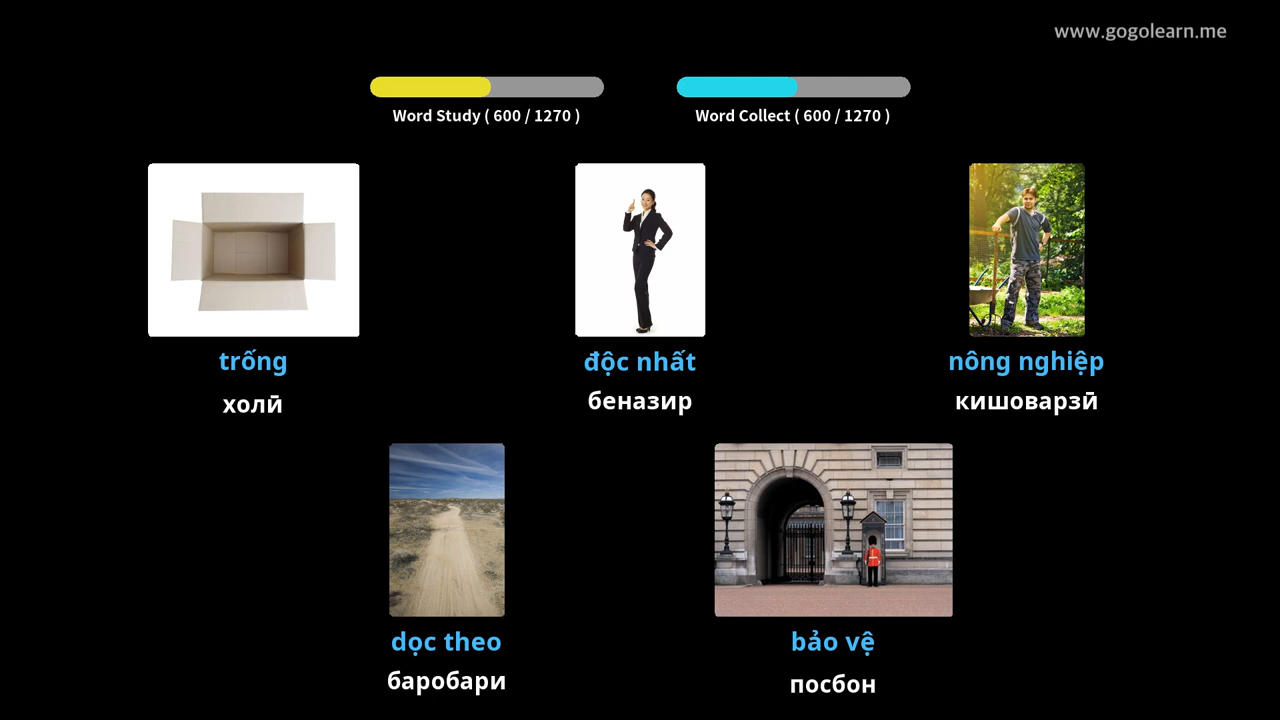 www.gogolearn.me
Word Study ( 600 / 1270 )
Word Collect ( 600 / 1270 )
trống
độc nhất
nông nghiệp
холӣ
беназир
кишоварзӣ
dọc theo
bảo vệ
баробари
посбон